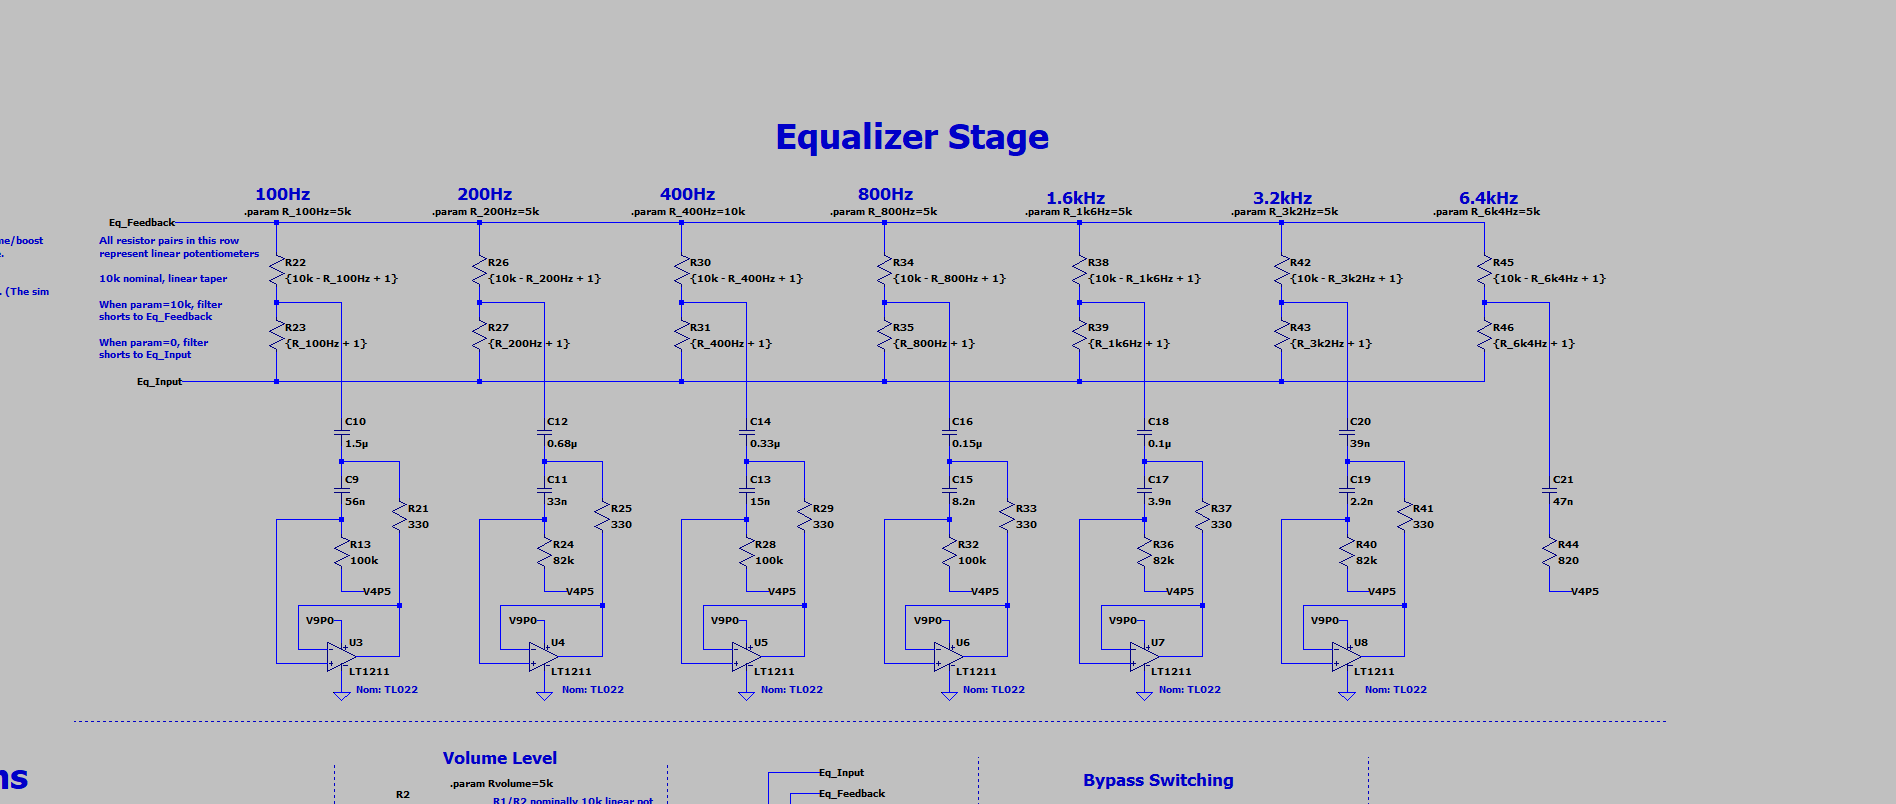 Equalizer Stage
100Hz
200Hz
400Hz
800Hz
1.6kHz
3.2kHz
6.4kHz
.param R_100Hz=5k
.param R_200Hz=5k
.param R_400Hz=10k
.param R_800Hz=5k
.param R_1k6Hz=5k
.param R_3k2Hz=5k
.param R_6k4Hz=5k
Eq_Feedback
me/boost
e.
. (The sim
All resistor pairs in this row
represent linear potentiometers
10k nominal, linear taper
When param=10k, filter
shorts to Eq_Feedback
When param=0, filter
shorts to Eq_Input
R22
{10k - R_100Hz + 1}
R26
{10k - R_200Hz + 1}
R30
{10k - R_400Hz + 1}
R34
{10k - R_800Hz + 1}
R38
{10k - R_1k6Hz + 1}
R42
{10k - R_3k2Hz + 1}
R45
{10k - R_6k4Hz + 1}
R23
{R_100Hz + 1}
R27
{R_200Hz + 1}
R31
{R_400Hz + 1}
R35
{R_800Hz + 1}
R39
{R_1k6Hz + 1}
R43
{R_3k2Hz + 1}
R46
{R_6k4Hz + 1}
Eq_Input
C10
1.5µ
C12
0.68µ
C14
0.33µ
C16
0.15µ
C18
0.1µ
C20
39n
C9
56n
C11
33n
C13
15n
C15
8.2n
C17
3.9n
C19
2.2n
C21
47n
R21
330
R25
330
R29
330
R33
330
R37
330
R41
330
R13
100k
R24
82k
R28
100k
R32
100k
R36
82k
R40
82k
R44
820
V4P5
V4P5
V4P5
V4P5
V4P5
V4P5
V4P5
V9P0
V9P0
V9P0
V9P0
V9P0
V9P0
U3
LT1211
Nom: TL022
U4
LT1211
Nom: TL022
U5
LT1211
Nom: TL022
U6
LT1211
Nom: TL022
U7
LT1211
Nom: TL022
U8
LT1211
Nom: TL022
ns
Volume Level
.param Rvolume=5k
R2
R1/R2 nominally 10k linear pot
Eq_Input
Eq_Feedback
Bypass Switching